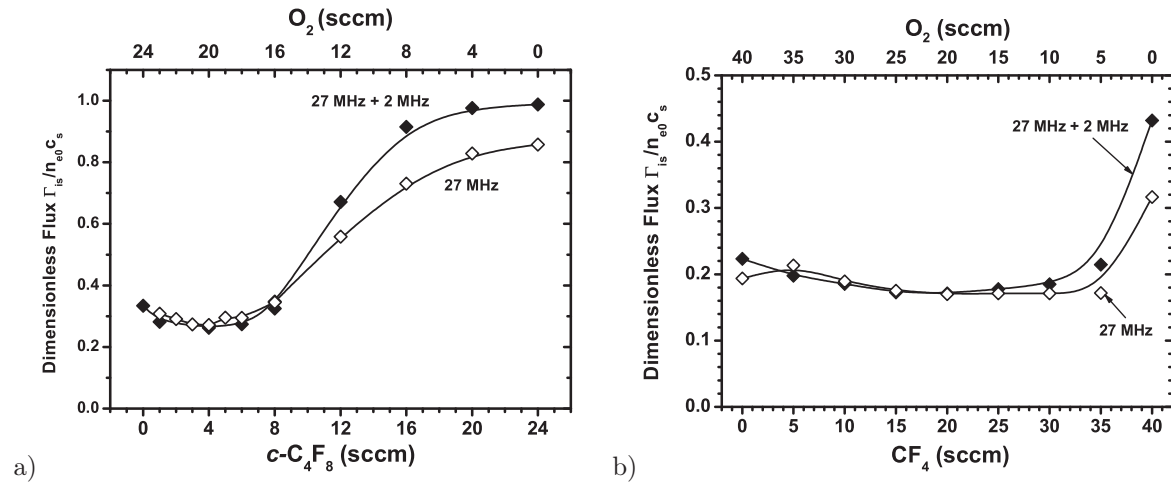 a)
O2 (sccm)
24 20 16 12 8 4 0
Dimensionless Flux Γis/ne0cs
1.0
0.8
0.6
0.4
0.2
0.0
27 MHz + 2 MHz
27 MHz
0 4 8 12 16 20 24
c-C4F8 (sccm)
b)
O2 (sccm)
40 35 30 25 20 15 10 5 0
Dimensionless Flux Γis/ne0cs
0.5
0.4
0.3
0.2
0.1
0.0
27 MHz + 2 MHz
27 MHz
0 5 10 15 20 25 30 35 40
CF4 (sccm)